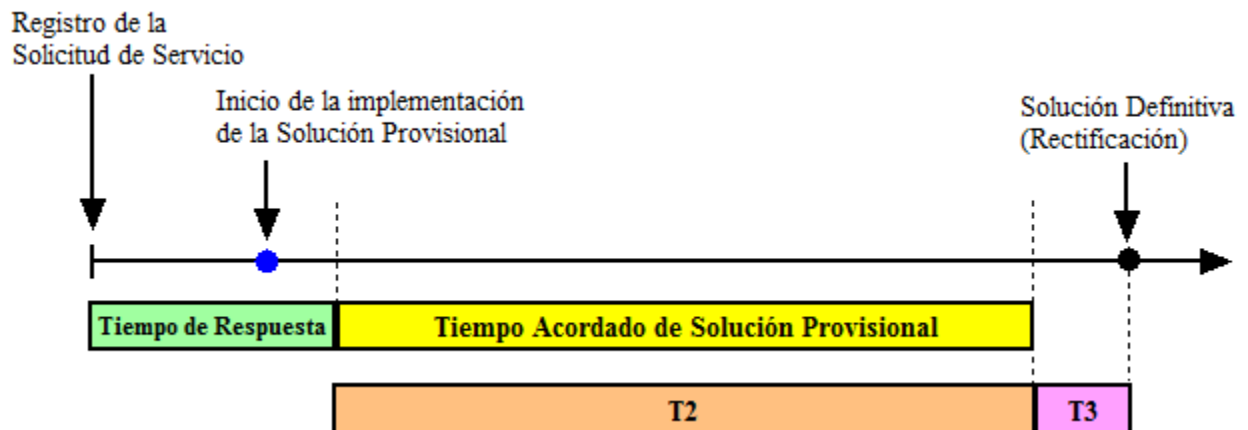 Registro de la
Solicitud de Servicio
Inicio de la implementación
de la Solución Provisional
Solución Definitiva
(Rectificación)
Tiempo de Respuesta
Tiempo Acordado de Solución Provisional
T2
T3